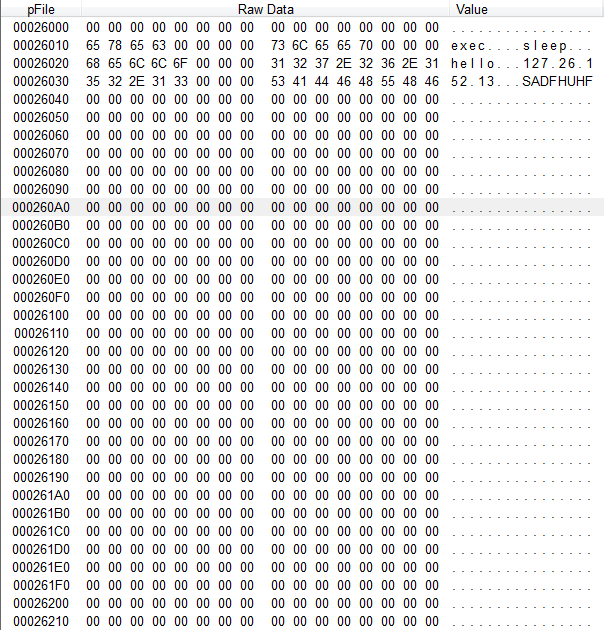 pFile Raw Data Value
00026000 00 00 00 00 00 00 00 00 00 00 00 00 00 00 00 00 ................
00026010 65 78 65 63 00 00 00 00 73 6C 65 65 70 00 00 00 exec....sleep...
00026020 68 65 6C 6C 6F 00 00 00 31 32 37 2E 32 36 2E 31 hello...127.26.1
00026030 35 32 2E 31 33 00 00 00 53 41 44 46 48 55 48 46 52.13...SADFHUHF
00026040 00 00 00 00 00 00 00 00 00 00 00 00 00 00 00 00 ................
00026050 00 00 00 00 00 00 00 00 00 00 00 00 00 00 00 00 ................
00026060 00 00 00 00 00 00 00 00 00 00 00 00 00 00 00 00 ................
00026070 00 00 00 00 00 00 00 00 00 00 00 00 00 00 00 00 ................
00026080 00 00 00 00 00 00 00 00 00 00 00 00 00 00 00 00 ................
00026090 00 00 00 00 00 00 00 00 00 00 00 00 00 00 00 00 ................
000260A0 00 00 00 00 00 00 00 00 00 00 00 00 00 00 00 00 ................
000260B0 00 00 00 00 00 00 00 00 00 00 00 00 00 00 00 00 ................
000260C0 00 00 00 00 00 00 00 00 00 00 00 00 00 00 00 00 ................
000260D0 00 00 00 00 00 00 00 00 00 00 00 00 00 00 00 00 ................
000260E0 00 00 00 00 00 00 00 00 00 00 00 00 00 00 00 00 ................
000260F0 00 00 00 00 00 00 00 00 00 00 00 00 00 00 00 00 ................
00026100 00 00 00 00 00 00 00 00 00 00 00 00 00 00 00 00 ................
00026110 00 00 00 00 00 00 00 00 00 00 00 00 00 00 00 00 ................
00026120 00 00 00 00 00 00 00 00 00 00 00 00 00 00 00 00 ................
00026130 00 00 00 00 00 00 00 00 00 00 00 00 00 00 00 00 ................
00026140 00 00 00 00 00 00 00 00 00 00 00 00 00 00 00 00 ................
00026150 00 00 00 00 00 00 00 00 00 00 00 00 00 00 00 00 ................
00026160 00 00 00 00 00 00 00 00 00 00 00 00 00 00 00 00 ................
00026170 00 00 00 00 00 00 00 00 00 00 00 00 00 00 00 00 ................
00026180 00 00 00 00 00 00 00 00 00 00 00 00 00 00 00 00 ................
00026190 00 00 00 00 00 00 00 00 00 00 00 00 00 00 00 00 ................
000261A0 00 00 00 00 00 00 00 00 00 00 00 00 00 00 00 00 ................
000261B0 00 00 00 00 00 00 00 00 00 00 00 00 00 00 00 00 ................
000261C0 00 00 00 00 00 00 00 00 00 00 00 00 00 00 00 00 ................
000261D0 00 00 00 00 00 00 00 00 00 00 00 00 00 00 00 00 ................
000261E0 00 00 00 00 00 00 00 00 00 00 00 00 00 00 00 00 ................
000261F0 00 00 00 00 00 00 00 00 00 00 00 00 00 00 00 00 ................
00026200 00 00 00 00 00 00 00 00 00 00 00 00 00 00 00 00 ................
00026210 00 00 00 00 00 00 00 00 00 00 00 00 00 00 00 00 ................